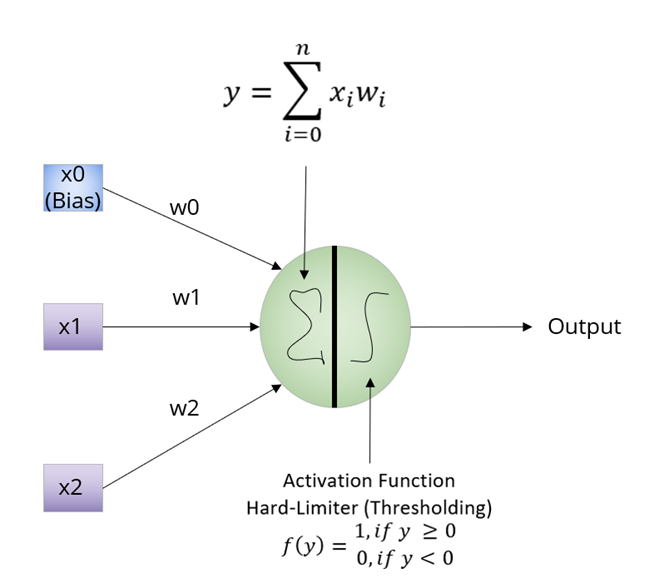 y = \sum_{i=0}^{n} x_i w_i
x0
(Bias)
w0
w1
x1
Output
w2
x2
Activation Function
Hard-Limiter (Thresholding)
f(y) = 1, if y ≥ 0
0, if y < 0